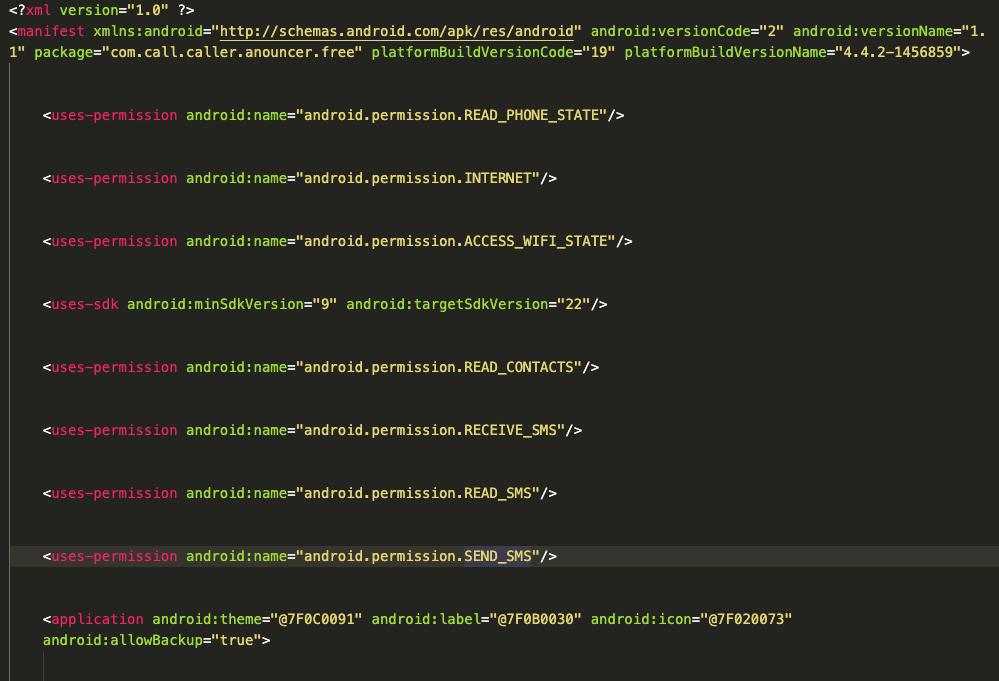 <?xml version="1.0" ?>
<manifest xmlns:android="http://schemas.android.com/apk/res/android" android:versionCode="2" android:versionName="1.
1" package="com.call.caller.anouncer.free" platformBuildVersionCode="19" platformBuildVersionName="4.4.2-1456859">
<uses-permission android:name="android.permission.READ_PHONE_STATE"/>
<uses-permission android:name="android.permission.INTERNET"/>
<uses-permission android:name="android.permission.ACCESS_WIFI_STATE"/>
<uses-sdk android:minSdkVersion="9" android:targetSdkVersion="22"/>
<uses-permission android:name="android.permission.READ_CONTACTS"/>
<uses-permission android:name="android.permission.RECEIVE_SMS"/>
<uses-permission android:name="android.permission.READ_SMS"/>
<uses-permission android:name="android.permission.SEND_SMS"/>
<application android:theme="@7F0C0091" android:label="@7F0B0030" android:icon="@7F020073"
android:allowBackup="true">